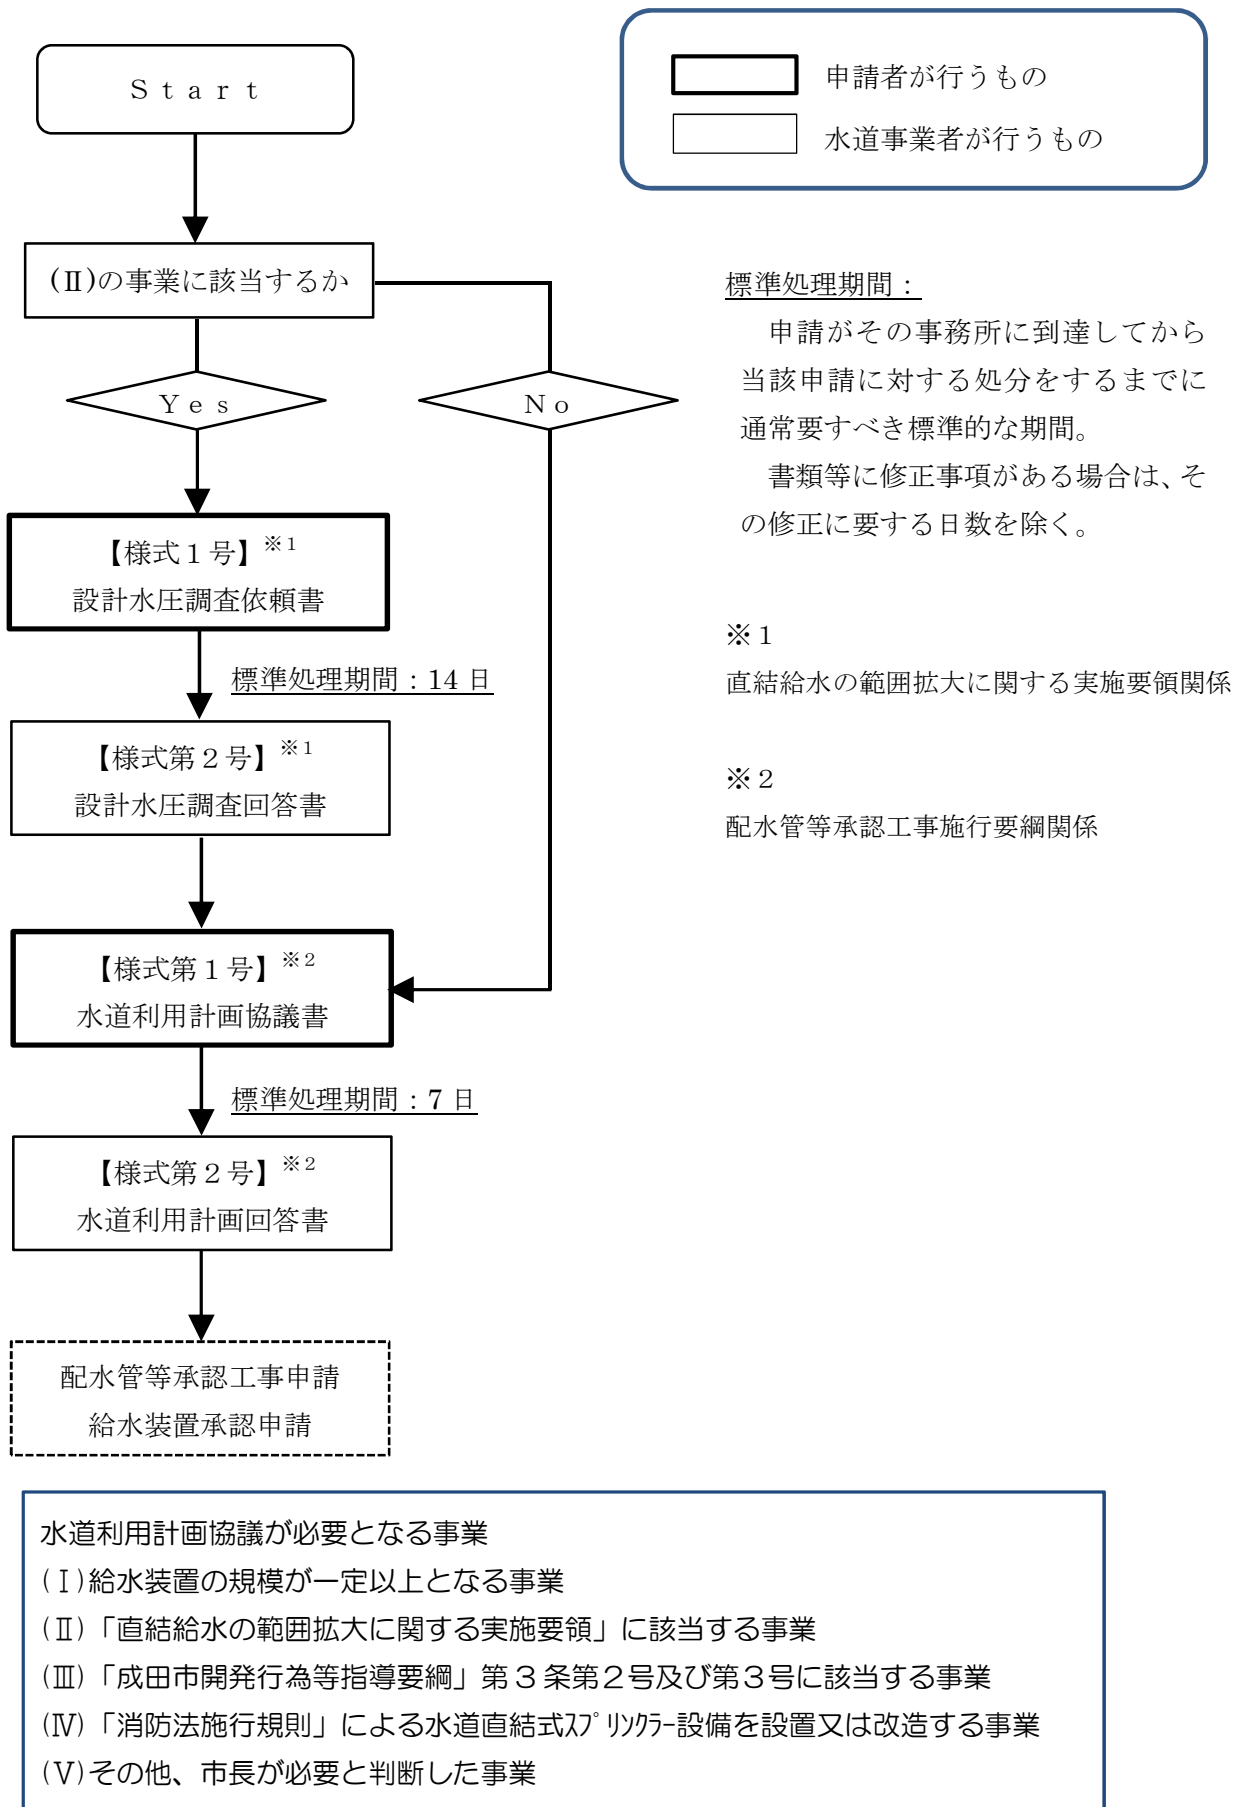 Ｓｔａｒｔ
申請者が行うもの
水道事業者が行うもの
(Ⅱ)の事業に該当するか
Ｙｅｓ
Ｎｏ
標準処理期間：
申請がその事務所に到達してから
当該申請に対する処分をするまでに
通常要すべき標準的な期間。
書類等に修正事項がある場合は、そ
の修正に要する日数を除く。
【様式１号】※1
設計水圧調査依頼書
標準処理期間：14 日
【様式第２号】※1
設計水圧調査回答書
※１
直結給水の範囲拡大に関する実施要領関係
※２
配水管等承認工事施行要綱関係
【様式第１号】※2
水道利用計画協議書
標準処理期間：7 日
【様式第２号】※2
水道利用計画回答書
配水管等承認工事申請
給水装置承認申請
水道利用計画協議が必要となる事業
(Ⅰ)給水装置の規模が一定以上となる事業
(Ⅱ)「直結給水の範囲拡大に関する実施要領」に該当する事業
(Ⅲ)「成田市開発行為等指導要綱」第３条第２号及び第３号に該当する事業
(Ⅳ)「消防法施行規則」による水道直結式ｽﾌﾟﾘﾝｸﾗｰ設備を設置又は改造する事業
(Ⅴ)その他、市長が必要と判断した事業